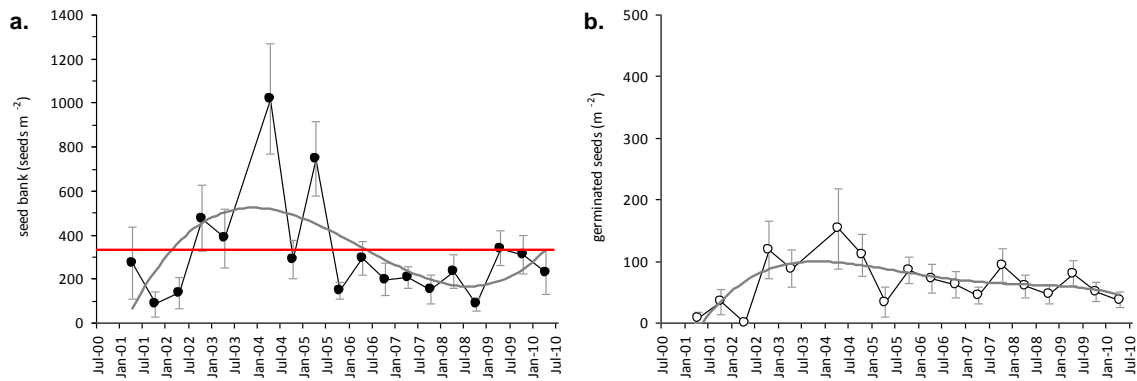 a.
seed bank (seeds m -2)
1400
1200
1000
800
600
400
200
0
Jul-00
Jan-01
Jul-01
Jan-02
Jul-02
Jan-03
Jul-03
Jan-04
Jul-04
Jan-05
Jul-05
Jan-06
Jul-06
Jan-07
Jul-07
Jan-08
Jul-08
Jan-09
Jul-09
Jan-10
Jul-10
b.
germinated seeds (m -2)
500
400
300
200
100
0
Jul-00
Jan-01
Jul-01
Jan-02
Jul-02
Jan-03
Jul-03
Jan-04
Jul-04
Jan-05
Jul-05
Jan-06
Jul-06
Jan-07
Jul-07
Jan-08
Jul-08
Jan-09
Jul-09
Jan-10
Jul-10